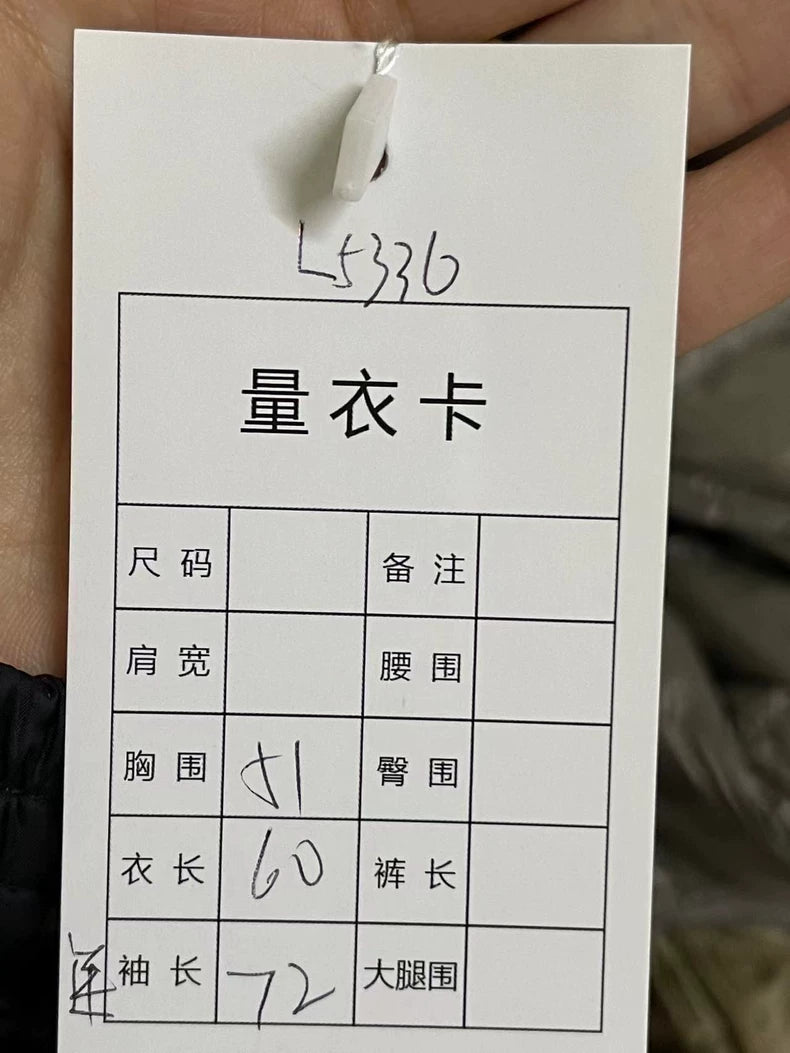 L5336
量衣卡
尺码 备注
肩宽 腰围
胸围 51 臀围
衣长 60 裤长
袖长 72 大腿围